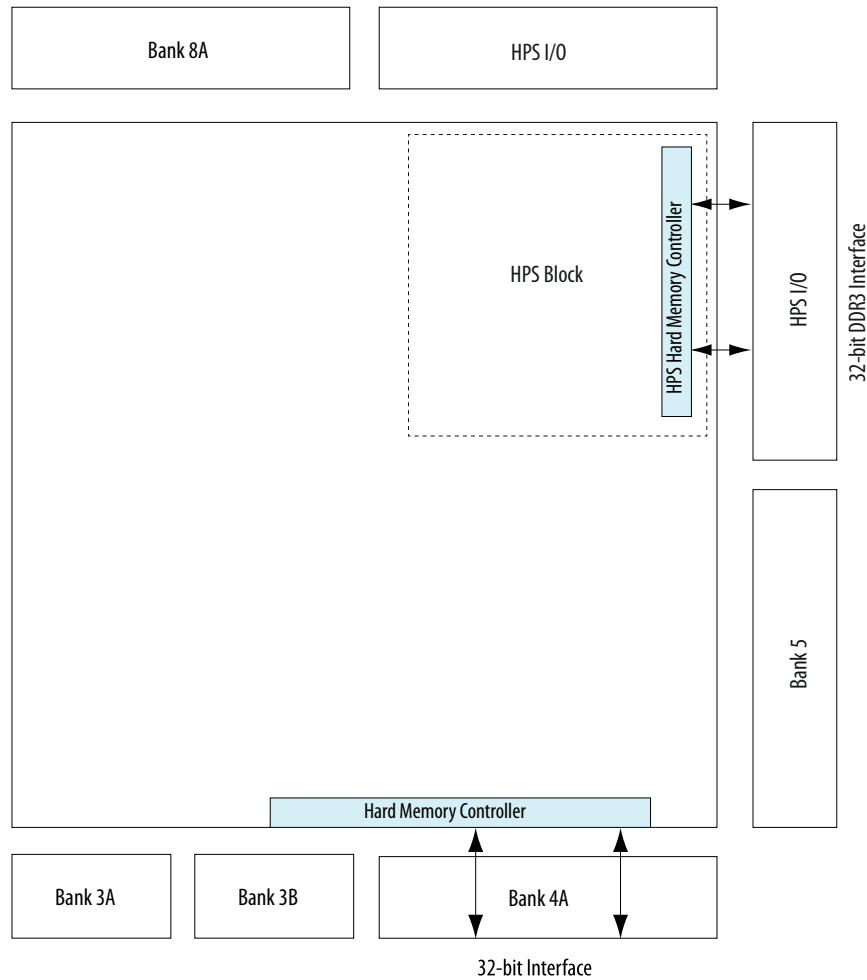 Bank 8A
HPS I/O
HPS Block
HPS Hard Memory Controller
HPS I/O
32-bit DDR3 Interface
Bank 5
Hard Memory Controller
Bank 3A
Bank 3B
Bank 4A
32-bit Interface